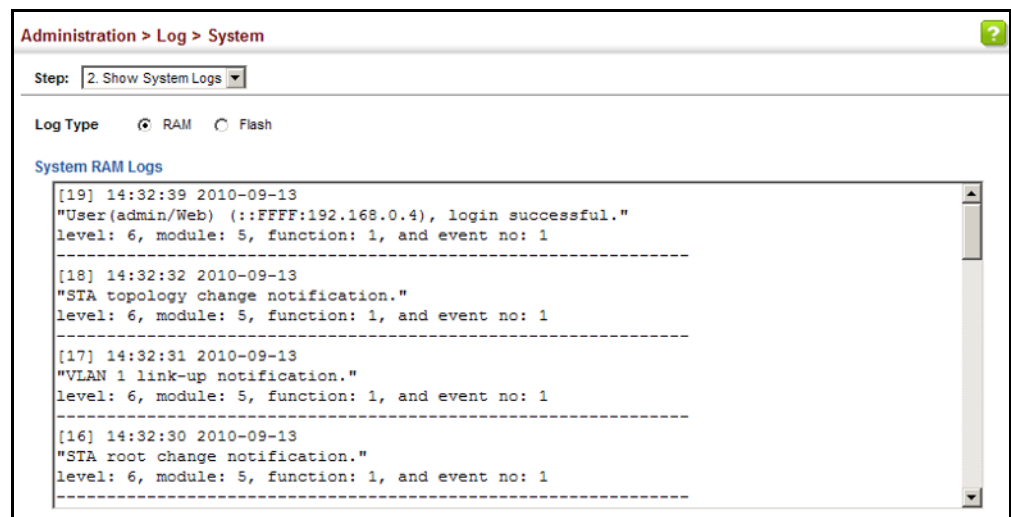 Administration > Log > System
?
Step: 2. Show System Logs
Log Type RAM Flash
System RAM Logs
[19] 14:32:39 2010-09-13
"User(admin/Web) (::FFFF:192.168.0.4), login successful."
level: 6, module: 5, function: 1, and event no: 1
---------------------------------------------------------------
[18] 14:32:32 2010-09-13
"STA topology change notification."
level: 6, module: 5, function: 1, and event no: 1
---------------------------------------------------------------
[17] 14:32:31 2010-09-13
"VLAN 1 link-up notification."
level: 6, module: 5, function: 1, and event no: 1
---------------------------------------------------------------
[16] 14:32:30 2010-09-13
"STA root change notification."
level: 6, module: 5, function: 1, and event no: 1
---------------------------------------------------------------